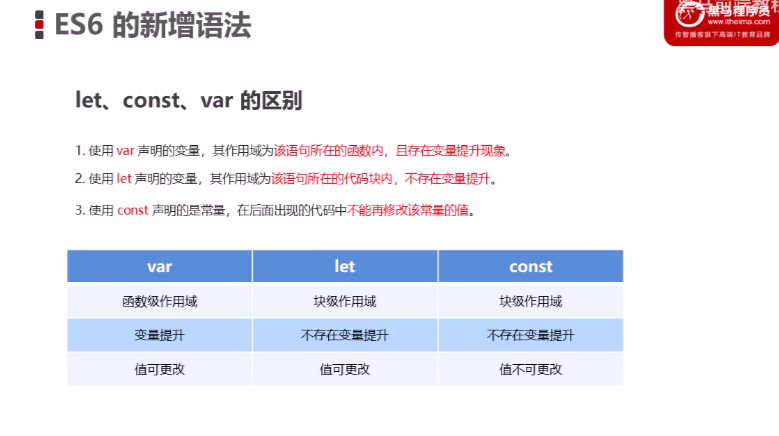 ES6 的新增语法
黑马程序员
www.itheima.com
传智播客旗下高端IT教育品牌
let、const、var 的区别
1. 使用 var 声明的变量，其作用域为该语句所在的函数内，且存在变量提升现象。
2. 使用 let 声明的变量，其作用域为该语句所在的代码块内，不存在变量提升。
3. 使用 const 声明的是常量，在后面出现的代码中不能再修改该常量的值。
var let const
函数级作用域 块级作用域 块级作用域
变量提升 不存在变量提升 不存在变量提升
值可更改 值可更改 值不可更改